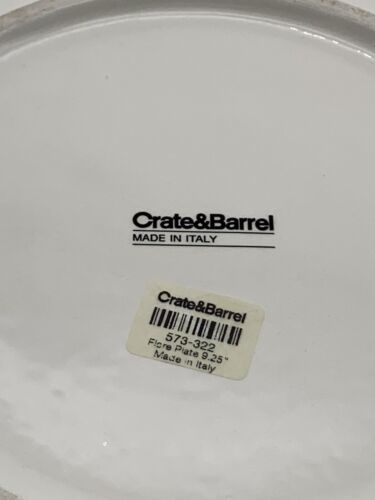 Crate&Barrel
MADE IN ITALY
Crate&Barrel
573-322
Fiore Plate 9.25"
Made in Italy